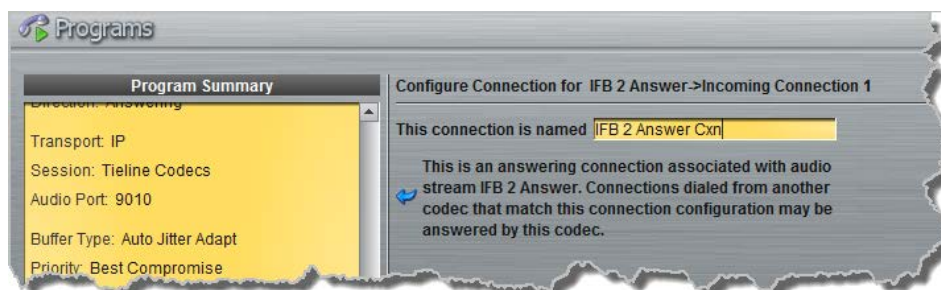 Programs
Program Summary
Direction: Answering
Transport: IP
Session: Tieline Codecs
Audio Port: 9010
Buffer Type: Auto Jitter Adapt
Priority: Best Compromise
Configure Connection for IFB 2 Answer->Incoming Connection 1
This connection is named IFB 2 Answer Cxn
This is an answering connection associated with audio
stream IFB 2 Answer. Connections dialed from another
codec that match this connection configuration may be
answered by this codec.